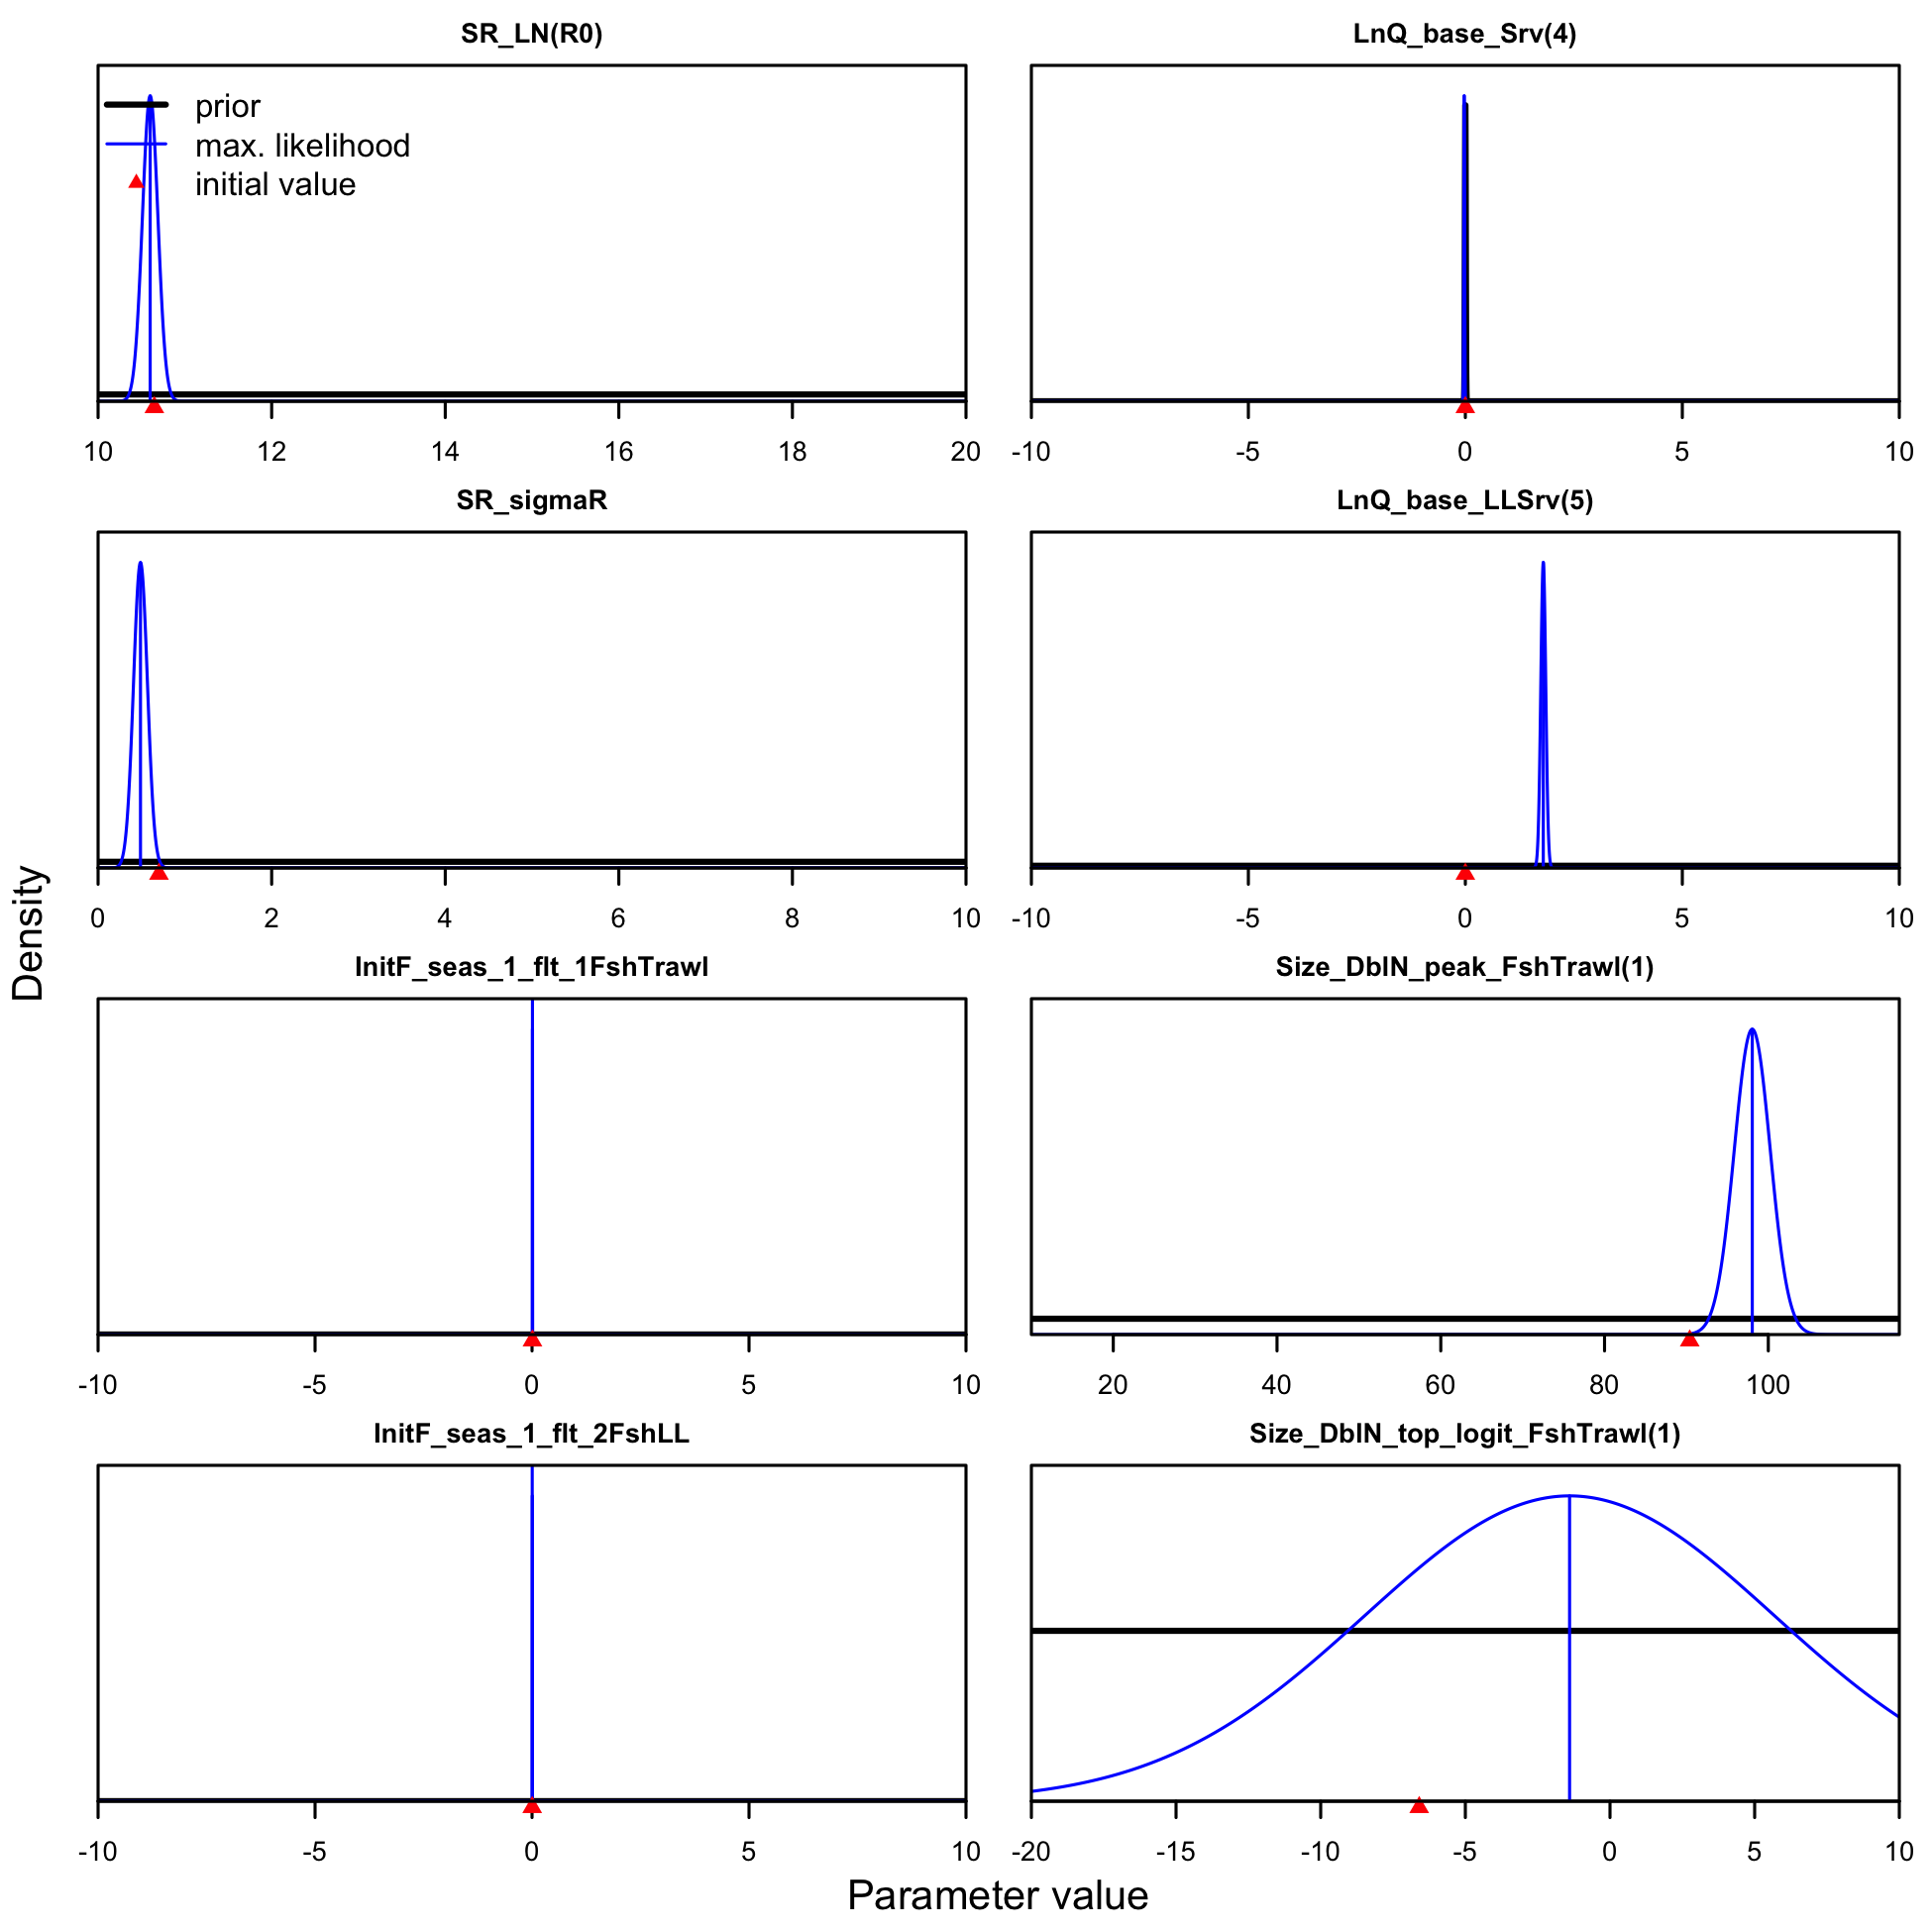 SR_LN(R0)
prior
max. likelihood
initial value
10 12 14 16 18 20
LnQ_base_Srv(4)
-10 -5 0 5 10
SR_sigmaR
0 2 4 6 8 10
LnQ_base_LLSrv(5)
-10 -5 0 5 10
Density
InitF_seas_1_flt_1FshTrawl
-10 -5 0 5 10
Size_DblN_peak_FshTrawl(1)
20 40 60 80 100
InitF_seas_1_flt_2FshLL
-10 -5 0 5 10
Size_DblN_top_logit_FshTrawl(1)
-20 -15 -10 -5 0 5 10
Parameter value